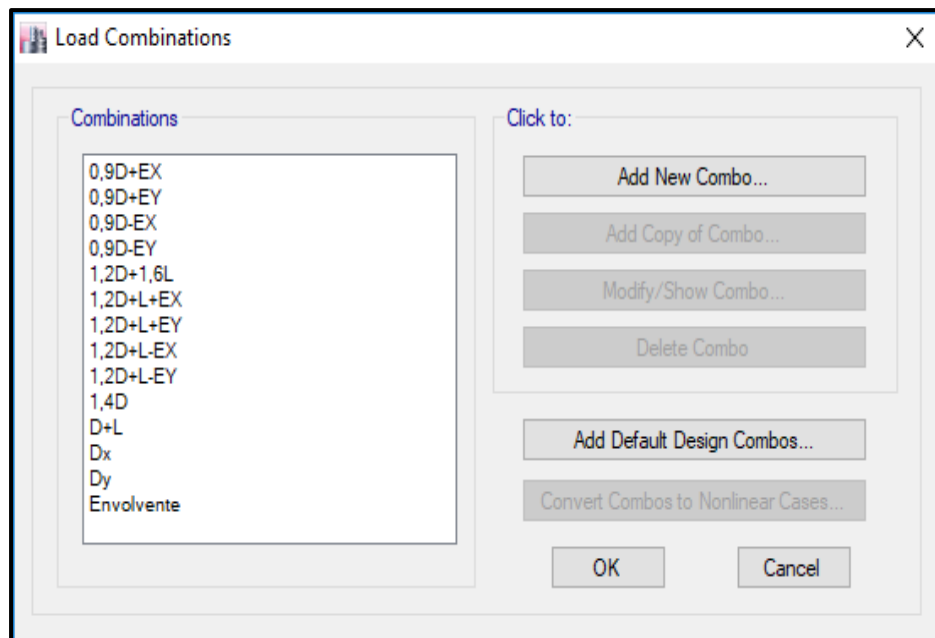 Load Combinations
Combinations
0,9D+EX
0,9D+EY
0,9D-EX
0,9D-EY
1,2D+1,6L
1,2D+L+EX
1,2D+L+EY
1,2D+L-EX
1,2D+L-EY
1,4D
D+L
Dx
Dy
Envolvente
Click to:
Add New Combo...
Add Copy of Combo...
Modify/Show Combo...
Delete Combo
Add Default Design Combos...
Convert Combos to Nonlinear Cases...
OK
Cancel